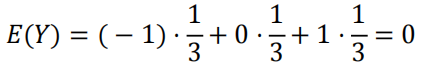 E(Y) = ( − 1) · 1/3 + 0 · 1/3 + 1 · 1/3 = 0